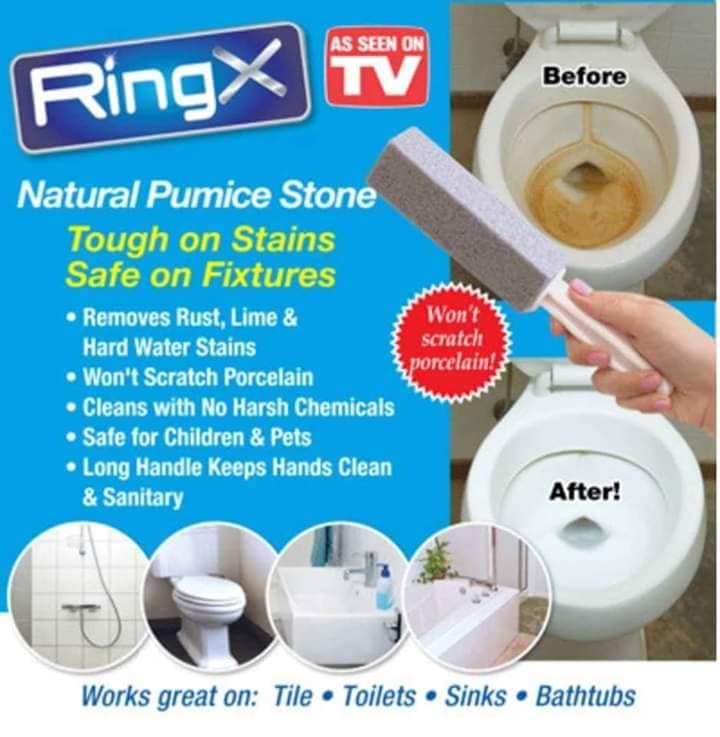 RingX
AS SEEN ON
TV
Before
Natural Pumice Stone
Tough on Stains
Safe on Fixtures
• Removes Rust, Lime &
Hard Water Stains
• Won't Scratch Porcelain
• Cleans with No Harsh Chemicals
• Safe for Children & Pets
• Long Handle Keeps Hands Clean
& Sanitary
Won't
scratch
porcelain!
After!
Works great on: Tile • Toilets • Sinks • Bathtubs